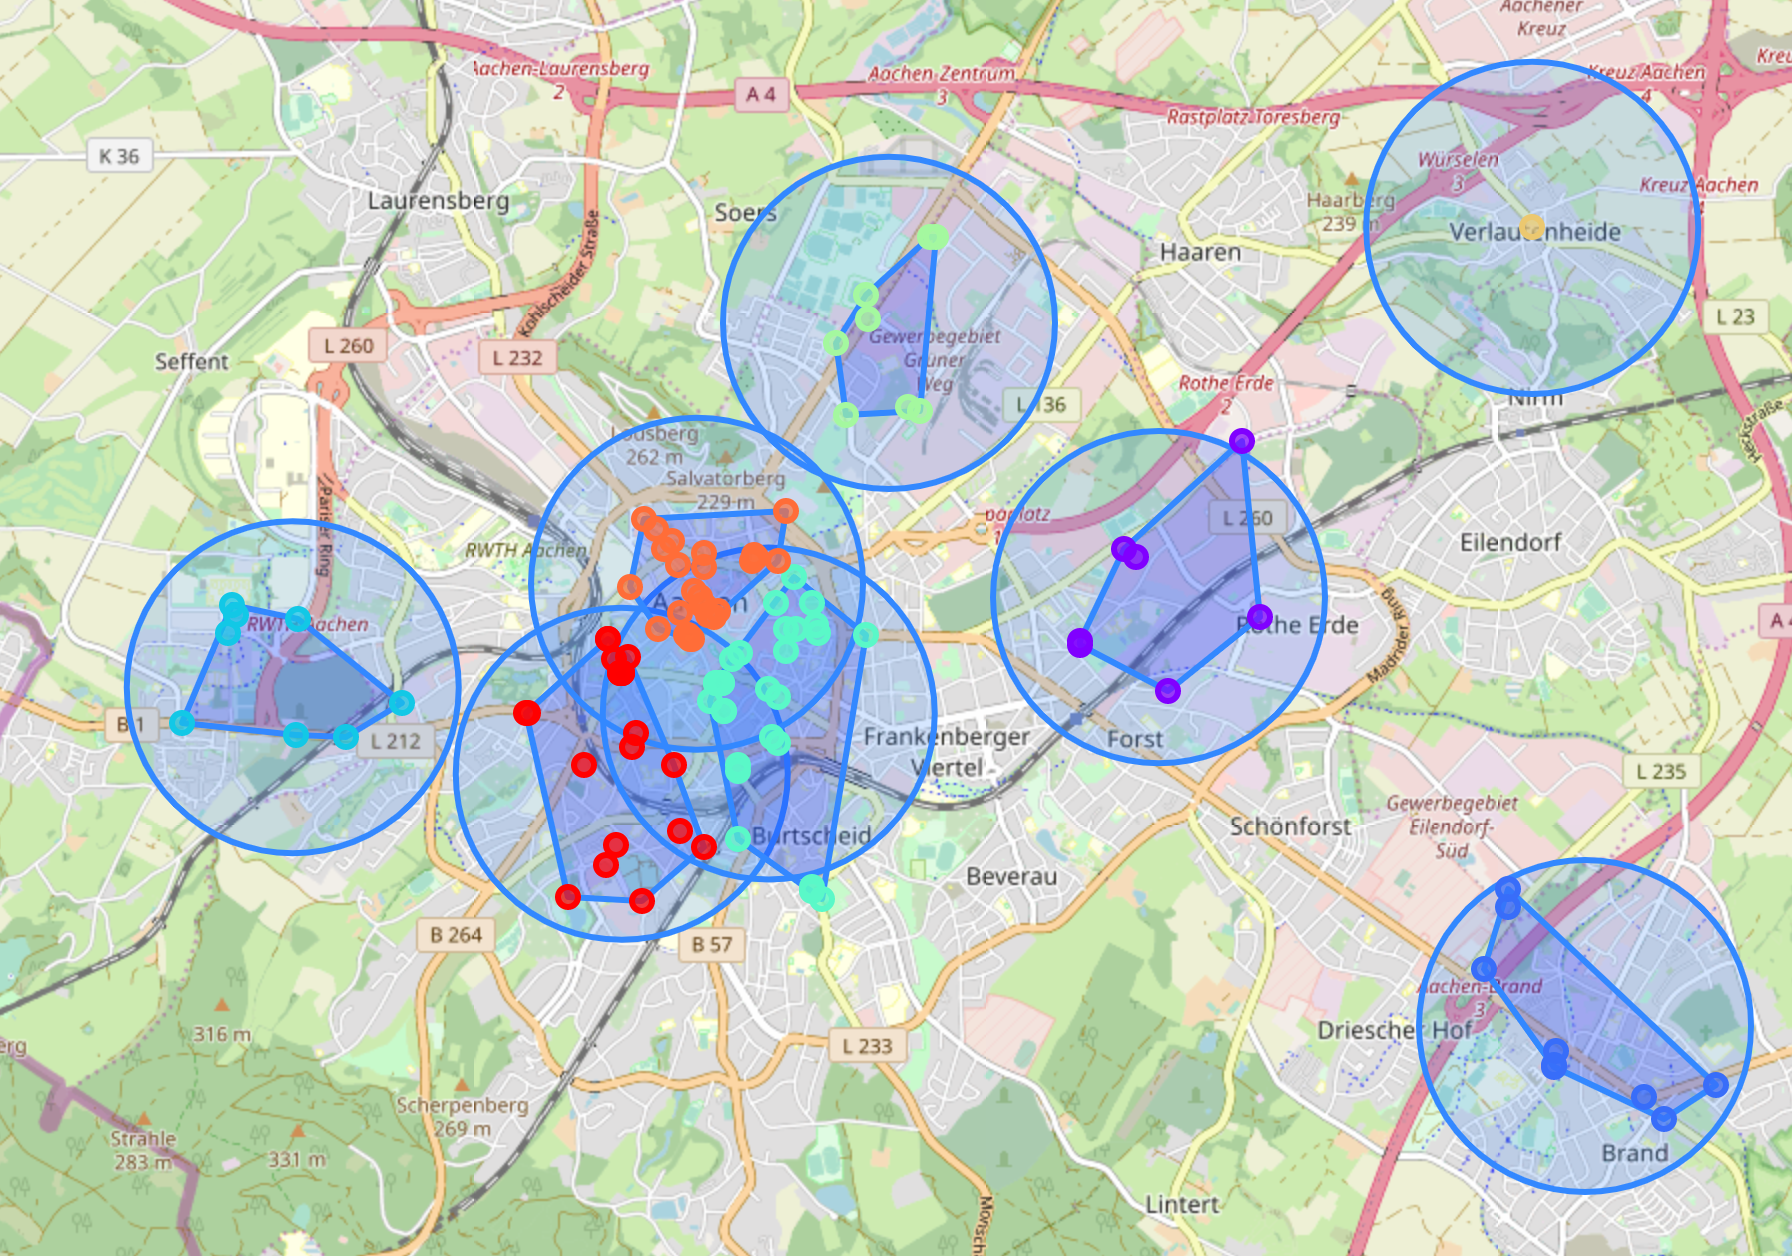 Aachener
Kreuz
Aachen-Laurensberg
2
Aachen-Zentrum
3
A 4
Kreuz Aachen
4
Rastplatz Toresberg
K 36
Würselen
3
Kreuz Aachen
Laurensberg
Soers
Haarberg
239 m
Verlautenheide
Haaren
Kohlscheider Straße
L 23
L 260
L 232
Seffent
Gewerbegebiet
Grüner
Weg
Rothe Erde
2
L 136
Nirm
262 m
Salvatorberg
229 m
Pariser Ring
L 260
RWTH Aachen
Eilendorf
Aachen
RWTH Aachen
Rothe Erde
Madrider Ring
A 4
B 1
L 212
Frankenberger
Viertel
Forst
L 235
Gewerbegebiet
Eilendorf-
Süd
Burtscheid
Schönforst
Beverau
B 264
B 57
Aachen-Brand
3
316 m
Driescher Hof
L 233
Scherpenberg
269 m
Strahle
283 m
331 m
Brand
Lintert